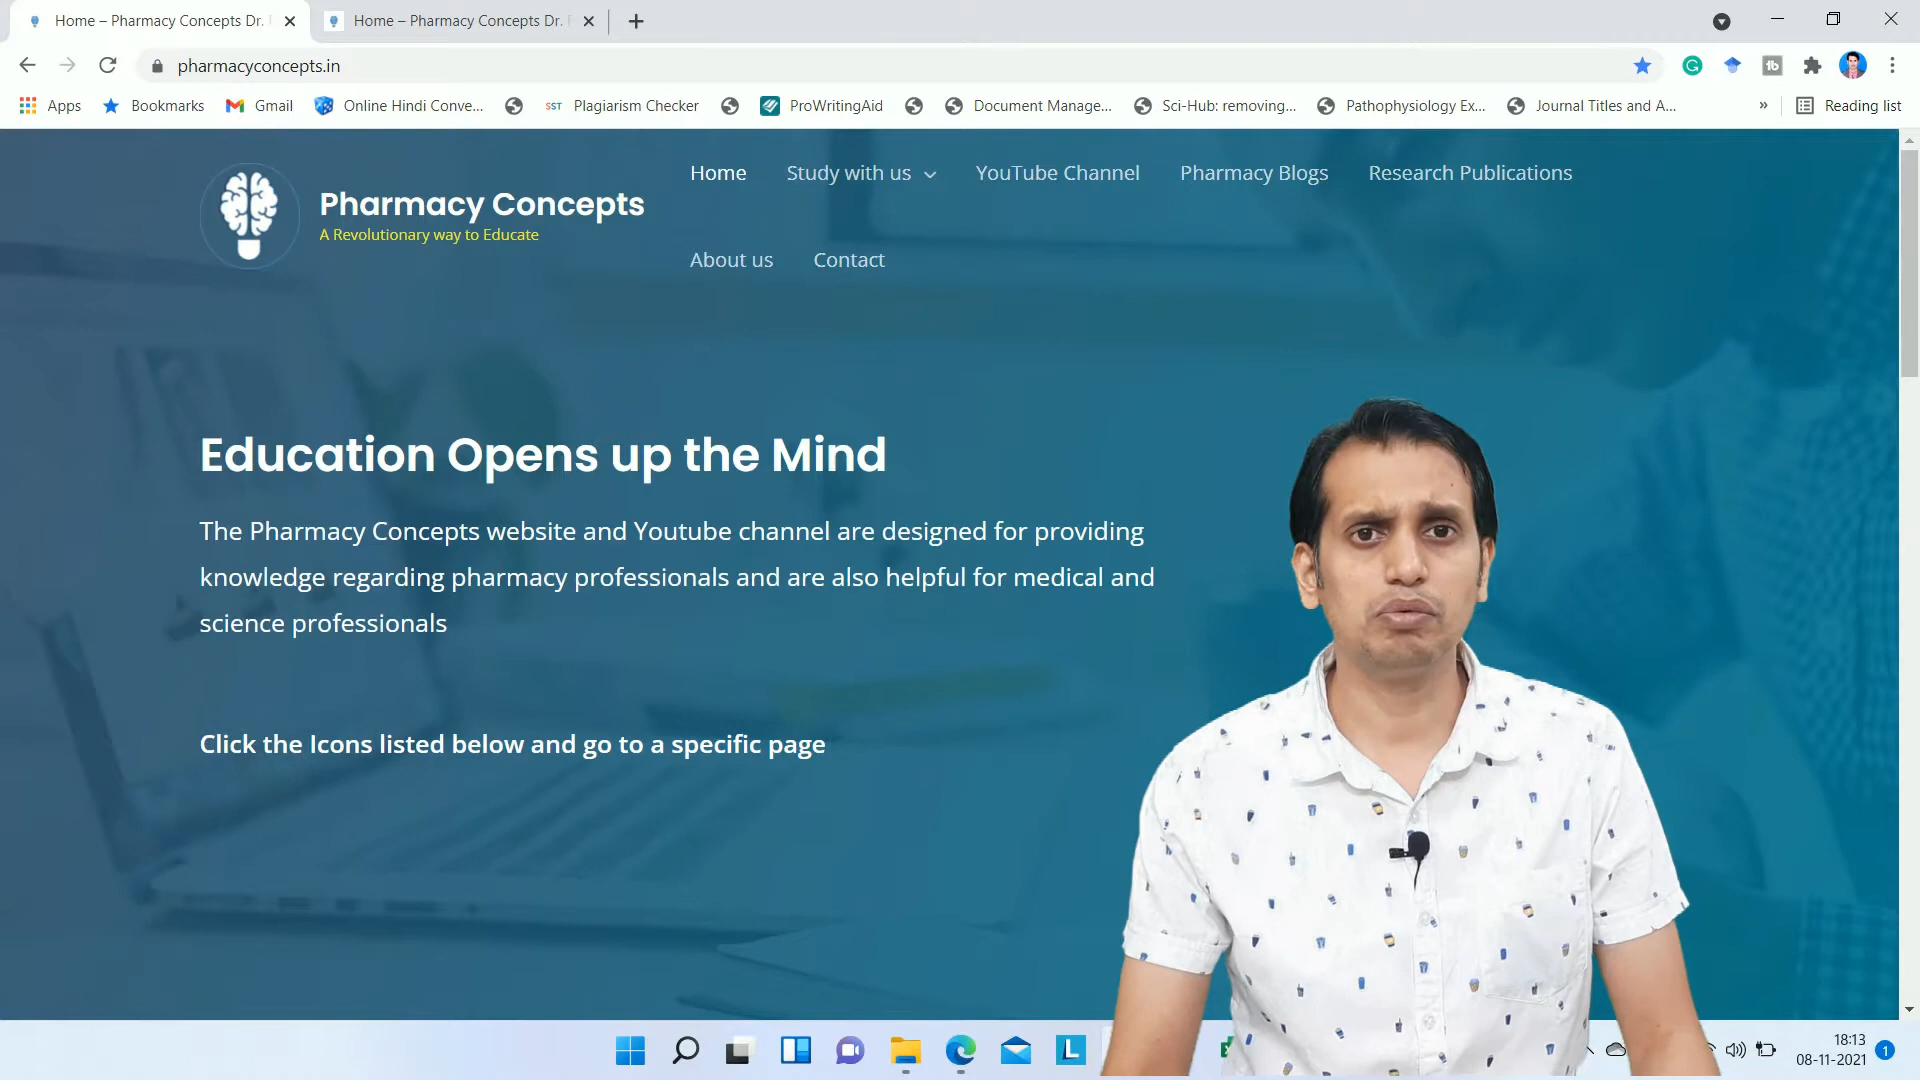 Home – Pharmacy Concepts Dr.
Home – Pharmacy Concepts Dr.
pharmacyconcepts.in
Apps
Bookmarks
Gmail
Online Hindi Conve...
SST
Plagiarism Checker
ProWritingAid
Document Manage...
Sci-Hub: removing...
Pathophysiology Ex...
Journal Titles and A...
»
Reading list
Home
Study with us
YouTube Channel
Pharmacy Blogs
Research Publications
Pharmacy Concepts
A Revolutionary way to Educate
About us
Contact
Education Opens up the Mind
The Pharmacy Concepts website and Youtube channel are designed for providing
knowledge regarding pharmacy professionals and are also helpful for medical and
science professionals
Click the Icons listed below and go to a specific page
L
18:13
08-11-2021
1